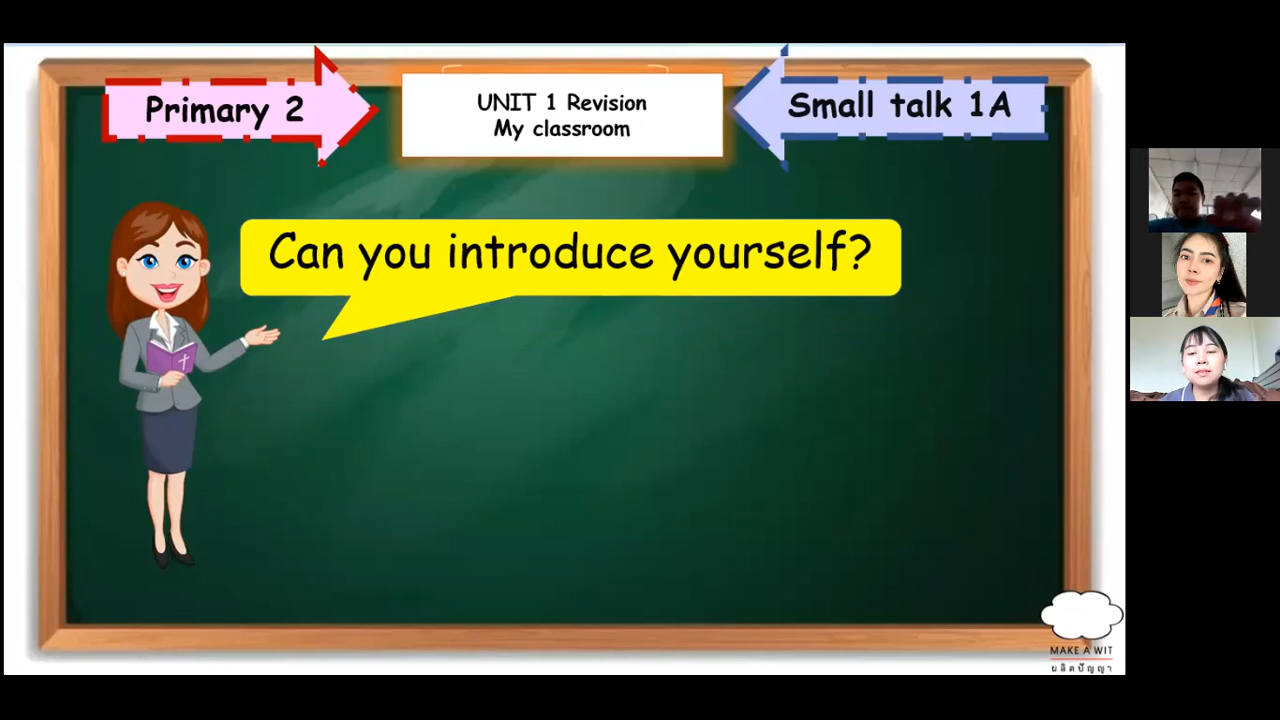 Primary 2
UNIT 1 Revision
My classroom
Small talk 1A
Can you introduce yourself?
MAKE A WIT
ผลิตปัญญา